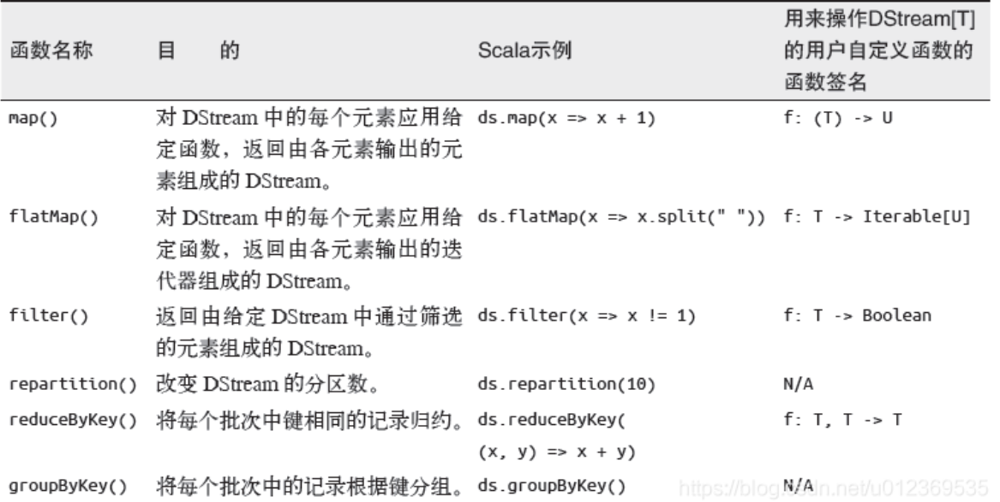 函数名称 目 的 Scala示例 用来操作DStream[T]
的用户自定义函数的
函数签名
map() 对 DStream 中的每个元素应用给 ds.map(x => x + 1) f: (T) -> U
定函数，返回由各元素输出的元
素组成的 DStream。
flatMap() 对 DStream 中的每个元素应用给 ds.flatMap(x => x.split(" ")) f: T -> Iterable[U]
定函数，返回由各元素输出的迭
代器组成的 DStream。
filter() 返回由给定 DStream 中通过筛选 ds.filter(x => x != 1) f: T -> Boolean
的元素组成的 DStream。
repartition() 改变 DStream 的分区数。 ds.repartition(10) N/A
reduceByKey() 将每个批次中键相同的记录归约。 ds.reduceByKey( f: T, T -> T
(x, y) => x + y)
groupByKey() 将每个批次中的记录根据键分组。 ds.groupByKey() N/A
https://blog.csdn.net/u012369535